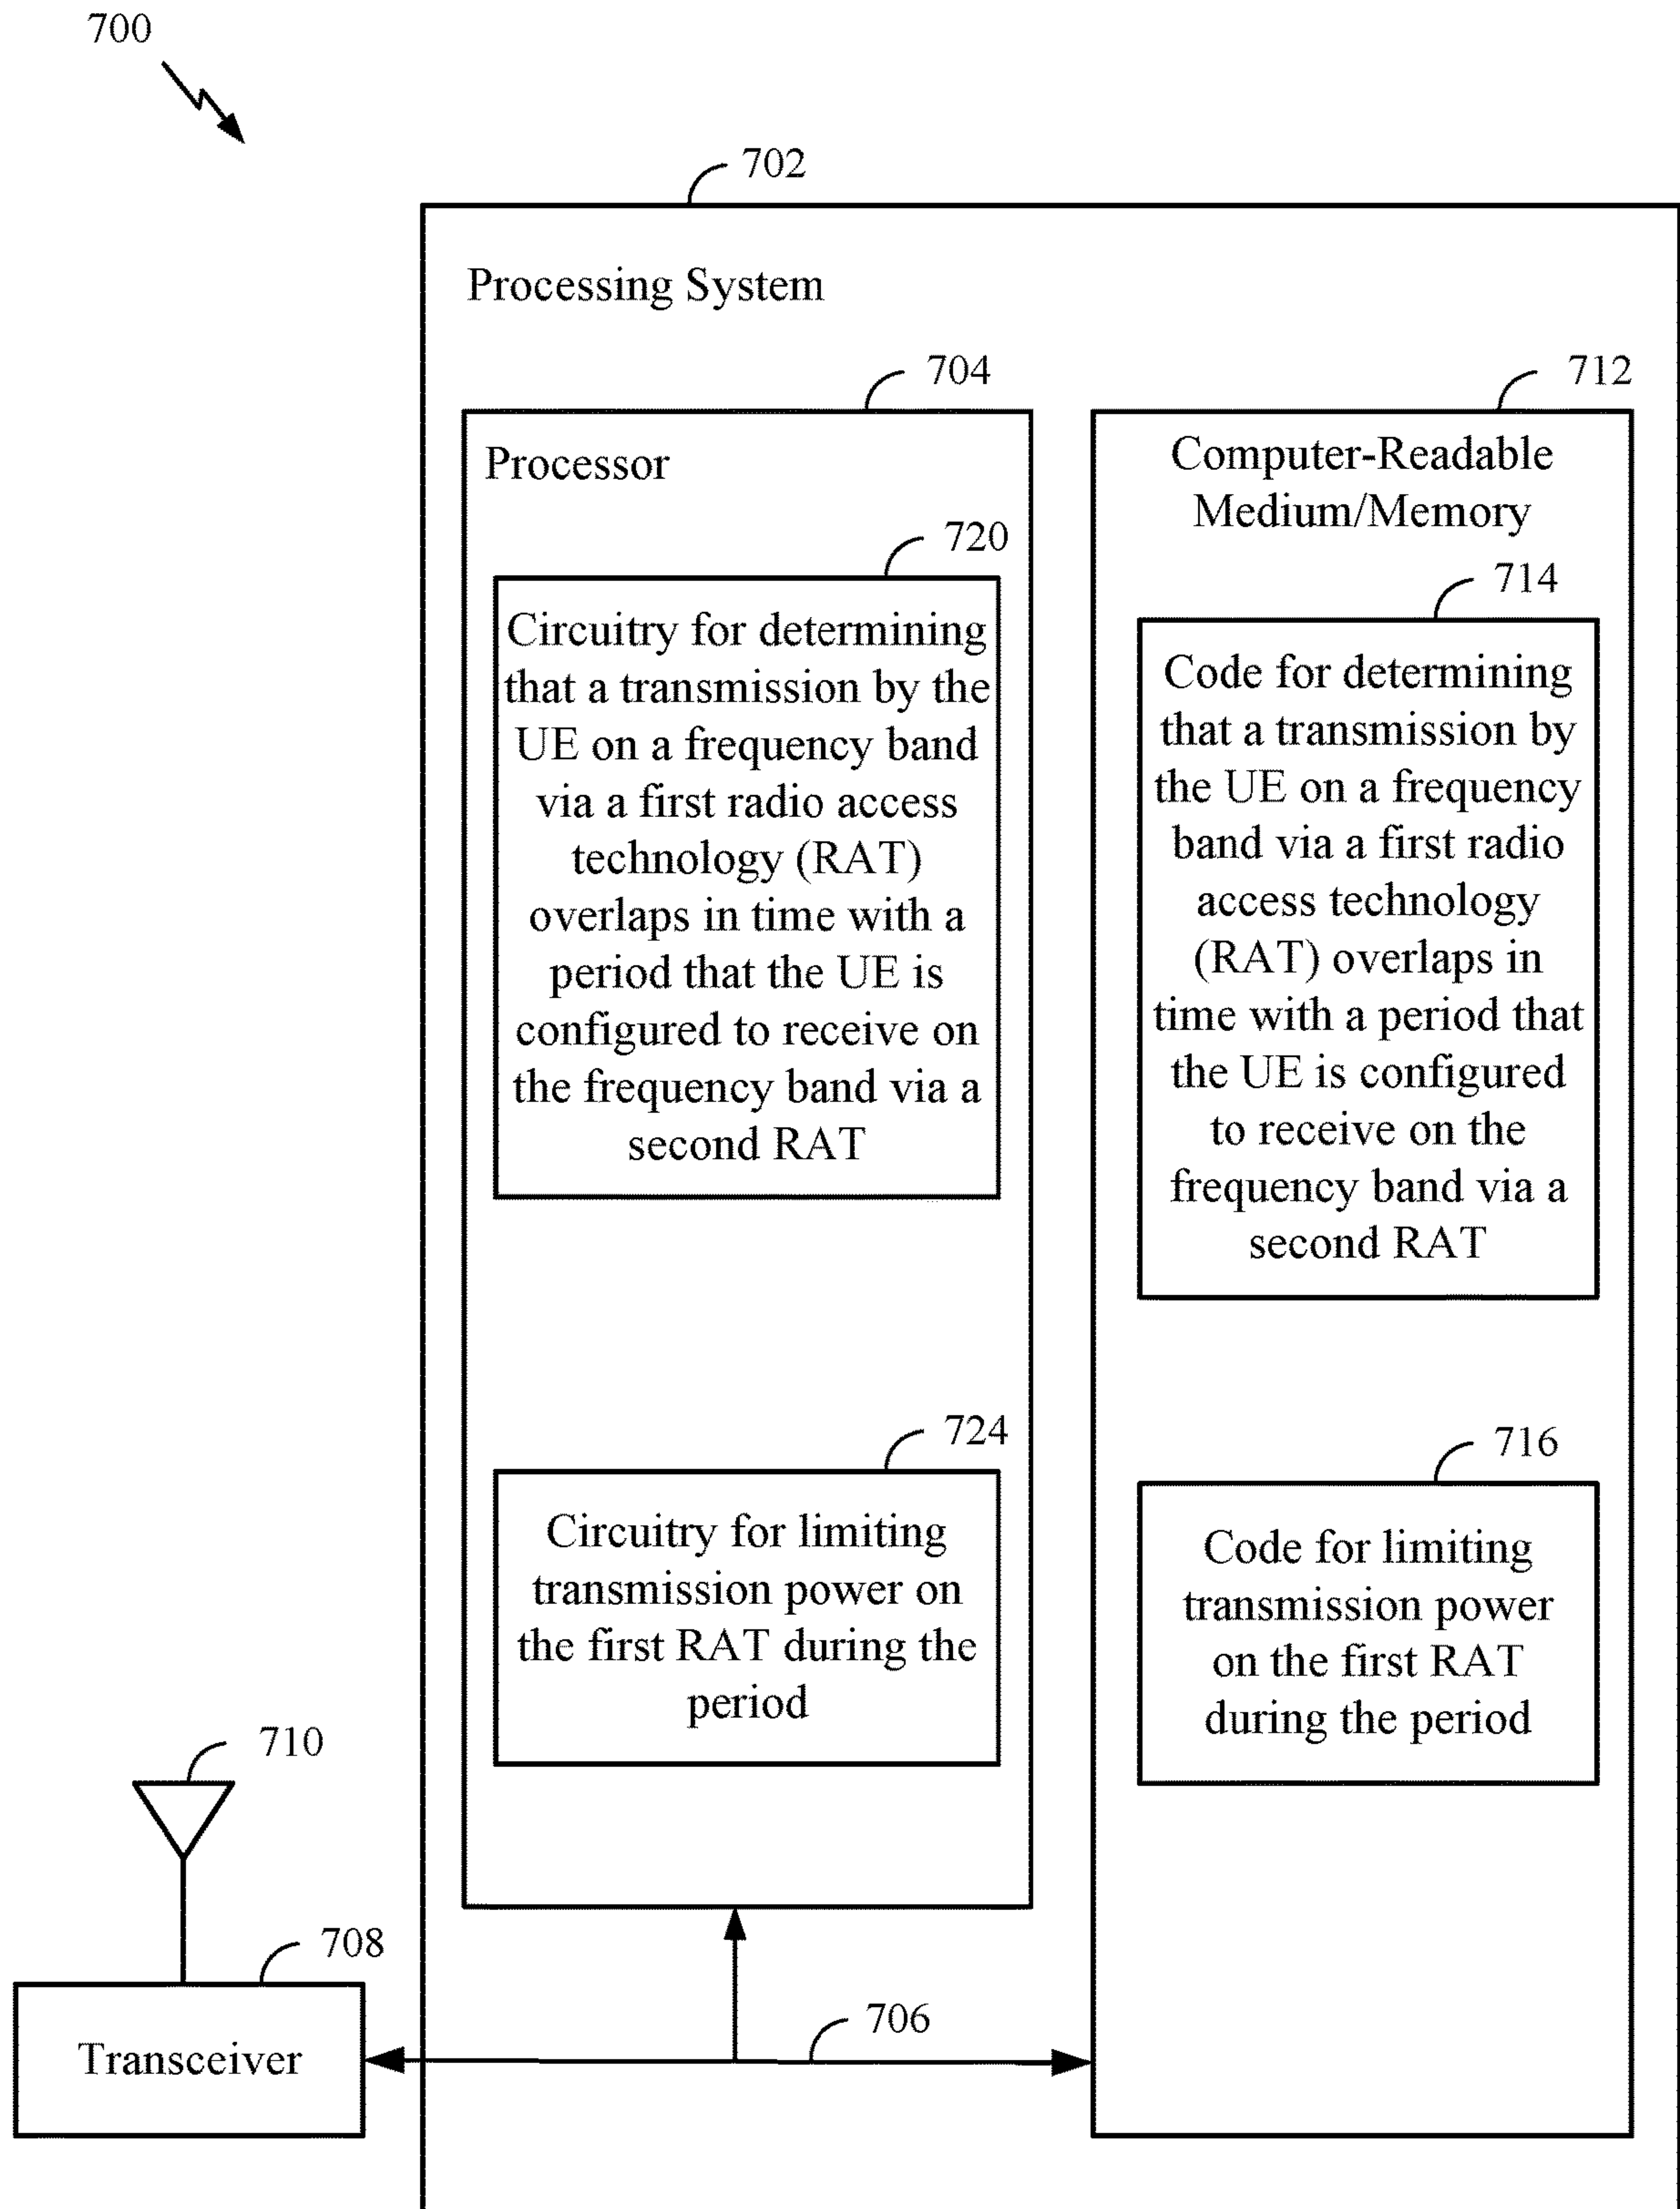 700
702
Processing System
704
Processor
720
Circuitry for determining
that a transmission by the
UE on a frequency band
via a first radio access
technology (RAT)
overlaps in time with a
period that the UE is
configured to receive on
the frequency band via a
second RAT
724
Circuitry for limiting
transmission power on
the first RAT during the
period
712
Computer-Readable
Medium/Memory
714
Code for determining
that a transmission by
the UE on a frequency
band via a first radio
access technology
(RAT) overlaps in
time with a period that
the UE is configured
to receive on the
frequency band via a
second RAT
716
Code for limiting
transmission power
on the first RAT
during the period
710
708
Transceiver
706